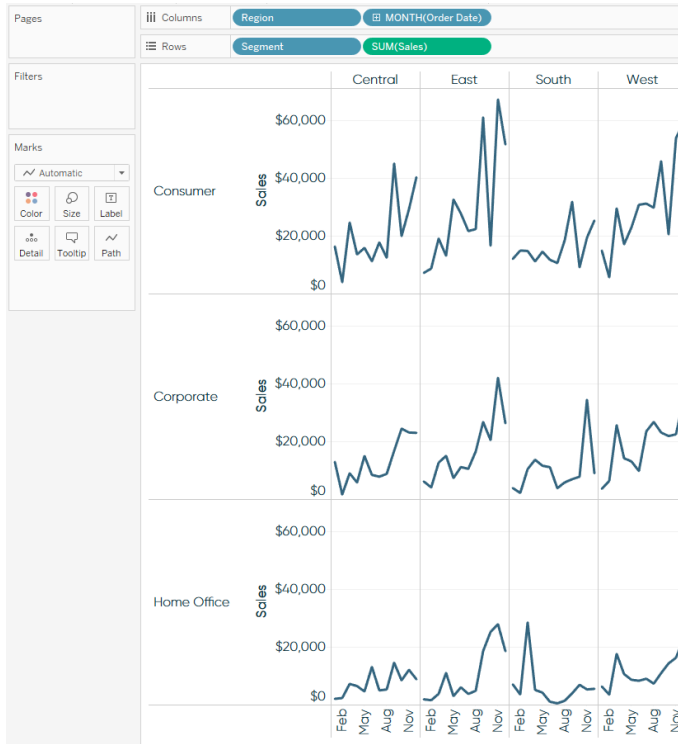 Pages
Columns
Region
MONTH(Order Date)
Rows
Segment
SUM(Sales)
Filters
Marks
Automatic
Color
Size
Label
Detail
Tooltip
Path
Central
East
South
West
Consumer
Sales
$60,000
$40,000
$20,000
$0
Corporate
Sales
$60,000
$40,000
$20,000
$0
Home Office
Sales
$60,000
$40,000
$20,000
$0
Feb
May
Aug
Nov
Feb
May
Aug
Nov
Feb
May
Aug
Nov
Feb
May
Aug
Nov